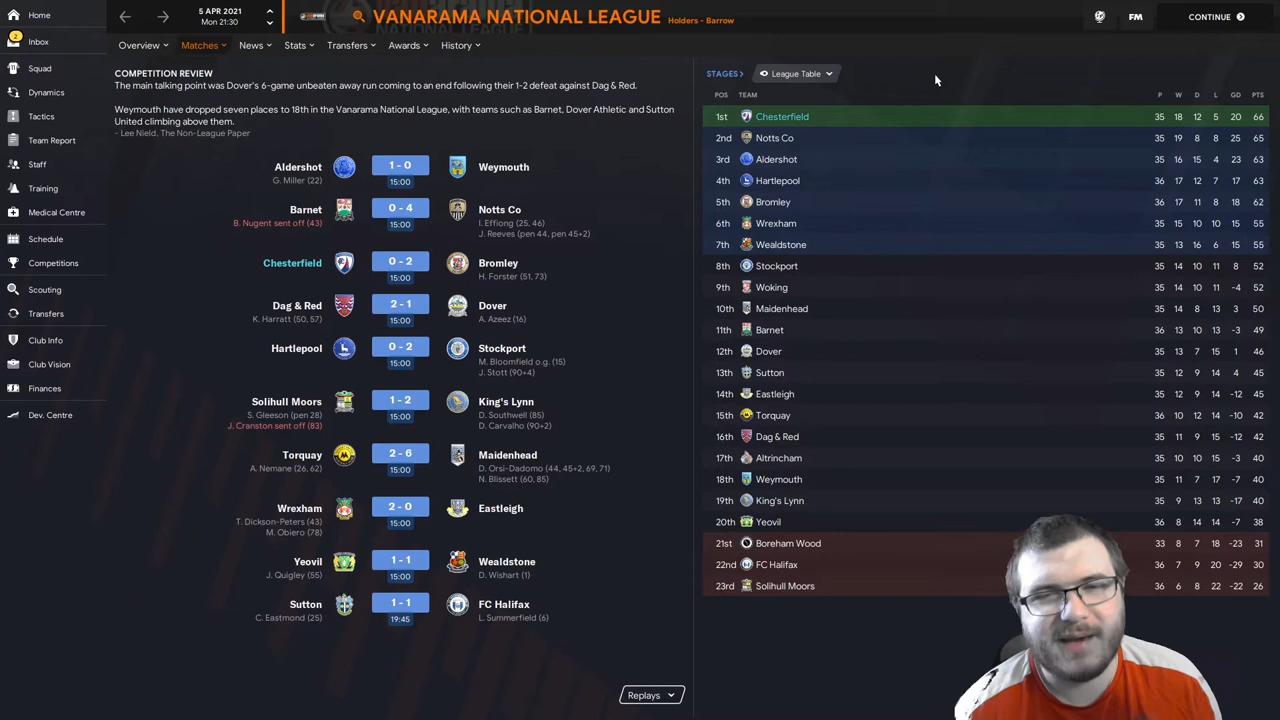 Home
Inbox
2
Squad
Dynamics
Tactics
Team Report
Staff
Training
Medical Centre
Schedule
Competitions
Scouting
Transfers
Club Info
Club Vision
Finances
Dev. Centre
5 APR 2021
Mon 21:30
VANARAMA NATIONAL LEAGUE Holders - Barrow
FM
CONTINUE
Overview Matches News Stats Transfers Awards History
COMPETITION REVIEW
The main talking point was Dover's 6-game unbeaten away run coming to an end following their 1-2 defeat against Dag & Red.
Weymouth have dropped seven places to 18th in the Vanarama National League, with teams such as Barnet, Dover Athletic and Sutton
United climbing above them.
- Lee Nield, The Non-League Paper
Aldershot 1 - 0 Weymouth
G. Miller (22) 15:00
Barnet 0 - 4 Notts Co
B. Nugent sent off (43) 15:00 I. Effiong (25, 46)
J. Reeves (pen 44, pen 45+2)
Chesterfield 0 - 2 Bromley
15:00 H. Forster (51, 73)
Dag & Red 2 - 1 Dover
K. Harratt (50, 57) 15:00 A. Azeez (16)
Hartlepool 0 - 2 Stockport
15:00 M. Bloomfield o.g. (15)
J. Stott (90+4)
Solihull Moors 1 - 2 King's Lynn
S. Gleeson (pen 28) 15:00 D. Southwell (85)
J. Cranston sent off (83) D. Carvalho (90+2)
Torquay 2 - 6 Maidenhead
A. Nemane (26, 62) 15:00 D. Orsi-Dadomo (44, 45+2, 69, 71)
N. Blissett (60, 85)
Wrexham 2 - 0 Eastleigh
T. Dickson-Peters (43) 15:00
M. Obiero (78)
Yeovil 1 - 1 Wealdstone
J. Quigley (55) 15:00 D. Wishart (1)
Sutton 1 - 1 FC Halifax
C. Eastmond (25) 19:45 L. Summerfield (6)
Replays
STAGES League Table
POS TEAM P W D L GD PTS
1st Chesterfield 35 18 12 5 20 66
2nd Notts Co 35 19 8 8 25 65
3rd Aldershot 35 16 15 4 23 63
4th Hartlepool 36 17 12 7 17 63
5th Bromley 36 17 11 8 18 62
6th Wrexham 35 15 10 10 15 55
7th Wealdstone 35 13 16 6 15 55
8th Stockport 35 14 10 11 8 52
9th Woking 35 14 10 11 -4 52
10th Maidenhead 35 14 8 13 3 50
11th Barnet 36 13 10 13 -3 49
12th Dover 35 13 7 15 1 46
13th Sutton 35 12 9 14 4 45
14th Eastleigh 35 12 9 14 -12 45
15th Torquay 36 10 12 14 -10 42
16th Dag & Red 35 11 9 15 -12 42
17th Altrincham 35 10 10 15 -3 40
18th Weymouth 35 11 7 17 -7 40
19th King's Lynn 35 9 13 13 -17 40
20th Yeovil 36 8 14 14 -7 38
21st Boreham Wood 33 8 7 18 -23 31
22nd FC Halifax 36 7 9 20 -29 30
23rd Solihull Moors 36 6 8 22 -22 26